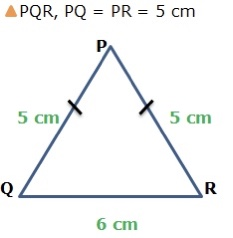 ▲PQR, PQ = PR = 5 cm
P
5 cm 5 cm
Q R
6 cm